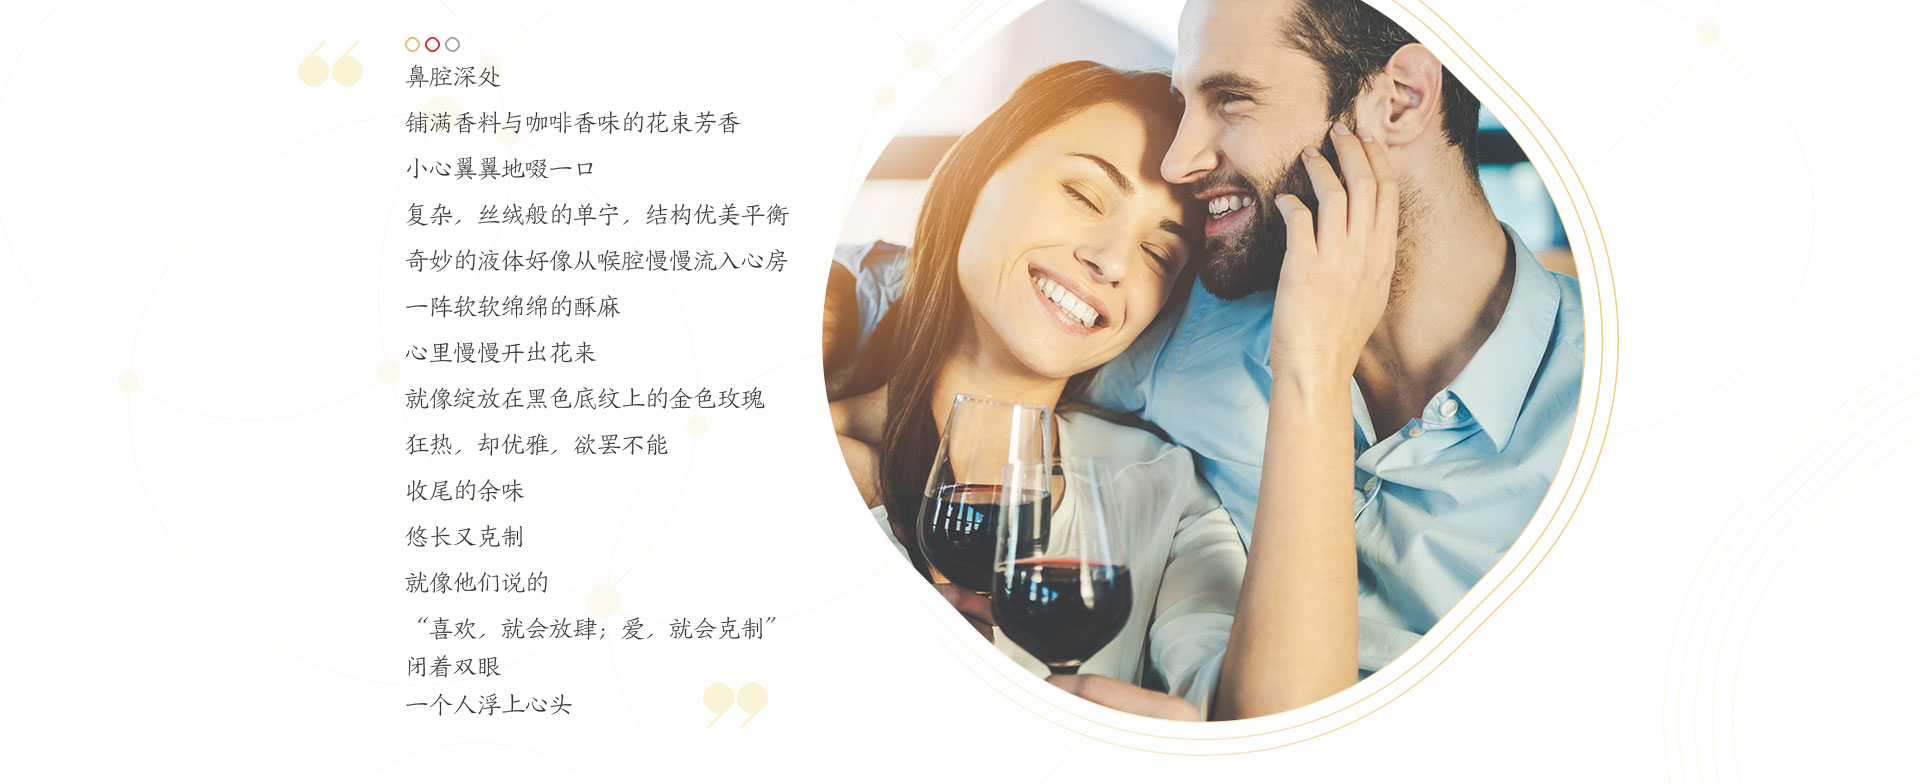 鼻腔深处
铺满香料与咖啡香味的花束芳香
小心翼翼地啜一口
复杂，丝绒般的单宁，结构优美平衡
奇妙的液体好像从喉腔慢慢流入心房
一阵软软绵绵的酥麻
心里慢慢开出花来
就像绽放在黑色底纹上的金色玫瑰
狂热，却优雅，欲罢不能
收尾的余味
悠长又克制
就像他们说的
“喜欢，就会放肆；爱，就会克制”
闭着双眼
一个人浮上心头